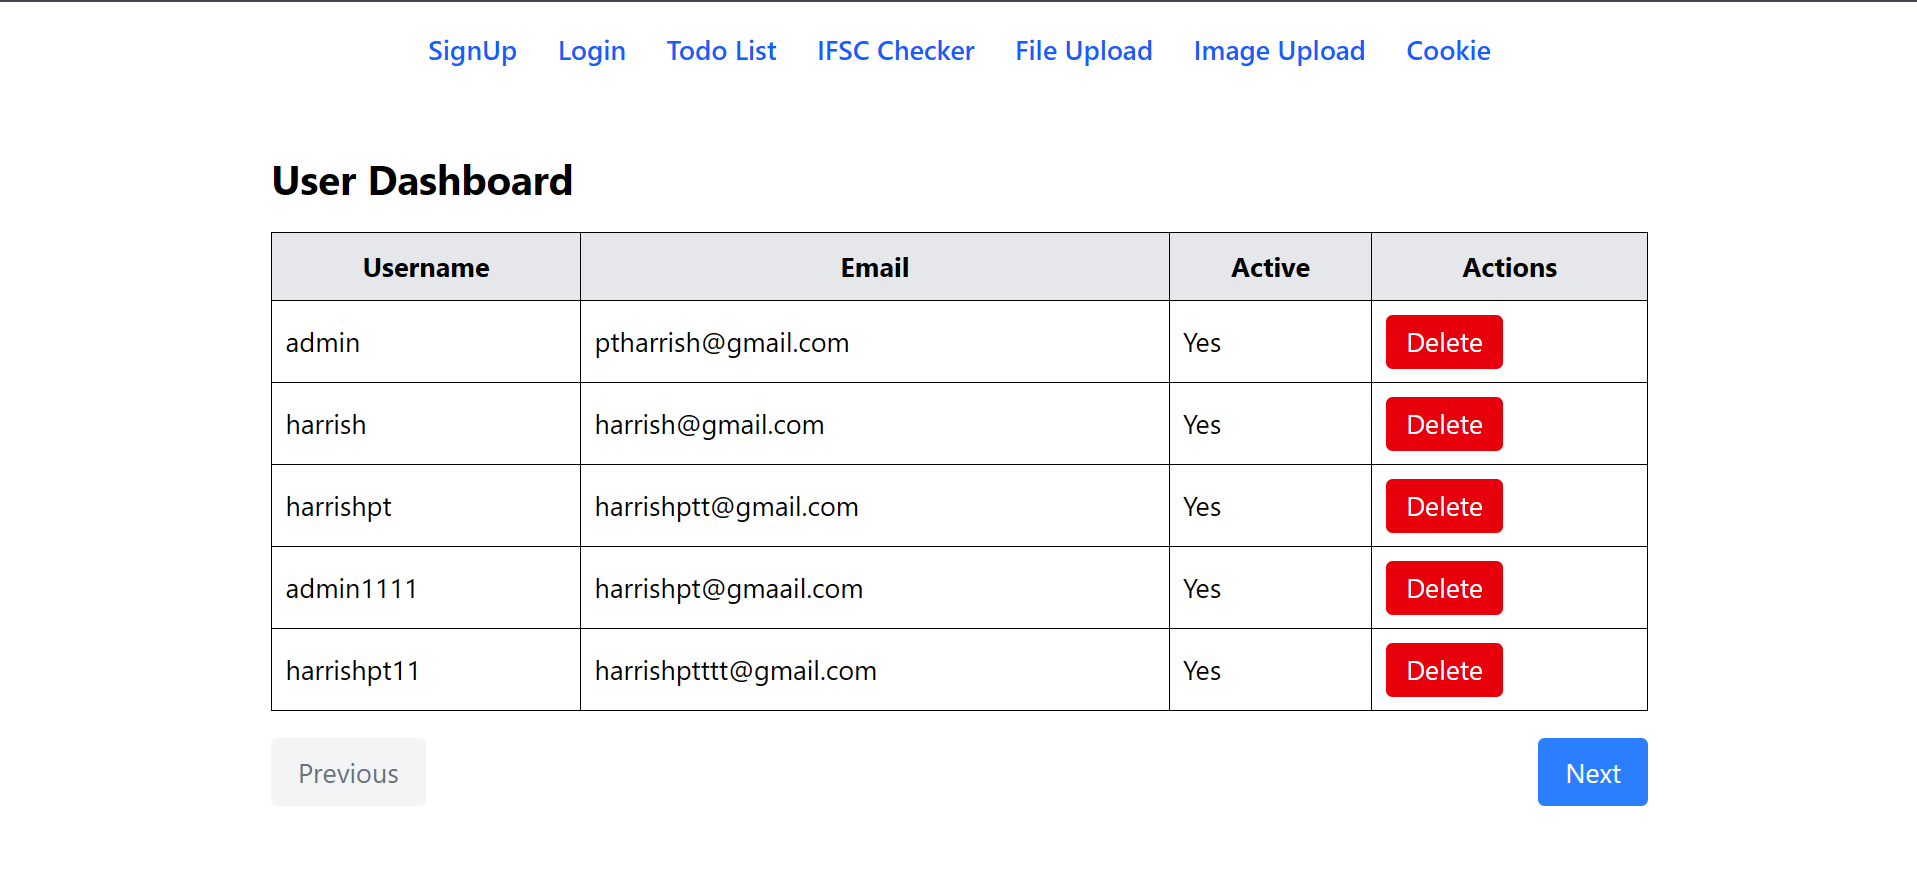 SignUp Login Todo List IFSC Checker File Upload Image Upload Cookie
User Dashboard
Username Email Active Actions
admin ptharrish@gmail.com Yes Delete
harrish harrish@gmail.com Yes Delete
harrishpt harrishptt@gmail.com Yes Delete
admin1111 harrishpt@gmaail.com Yes Delete
harrishpt11 harrishptttt@gmail.com Yes Delete
Previous Next